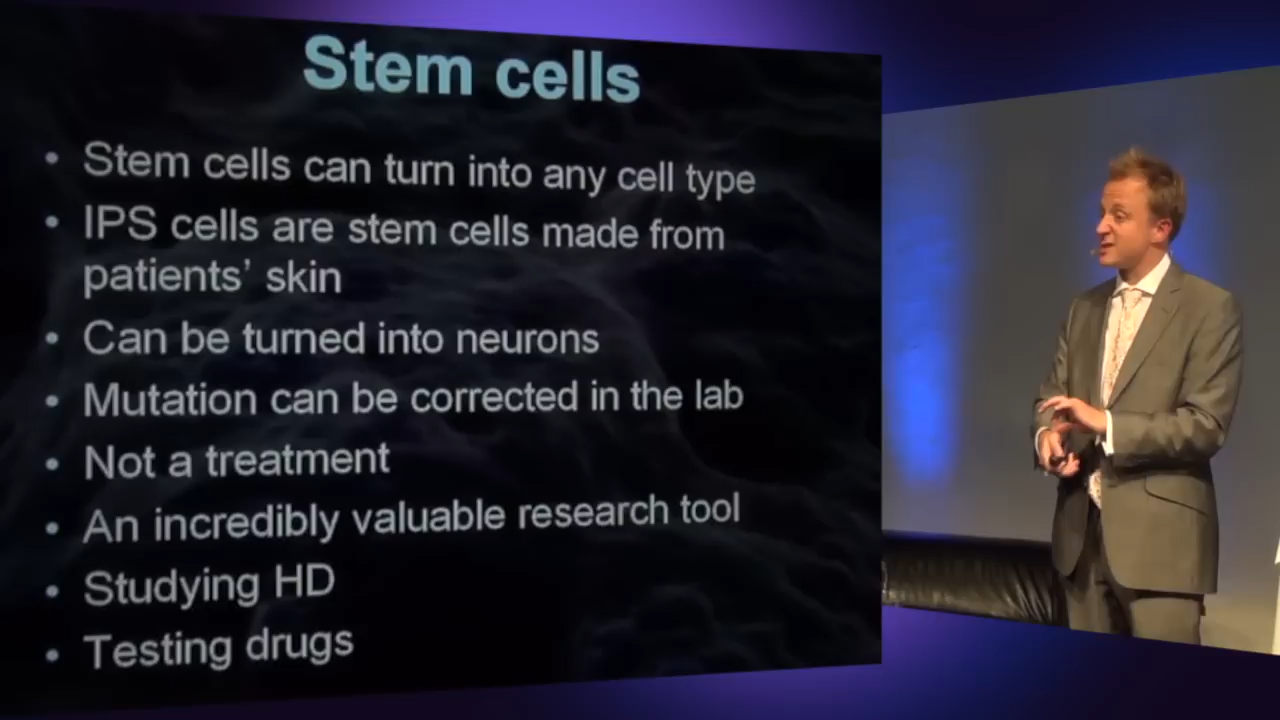 Stem cells
• Stem cells can turn into any cell type
• IPS cells are stem cells made from
patients’ skin
• Can be turned into neurons
• Mutation can be corrected in the lab
• Not a treatment
• An incredibly valuable research tool
• Studying HD
• Testing drugs